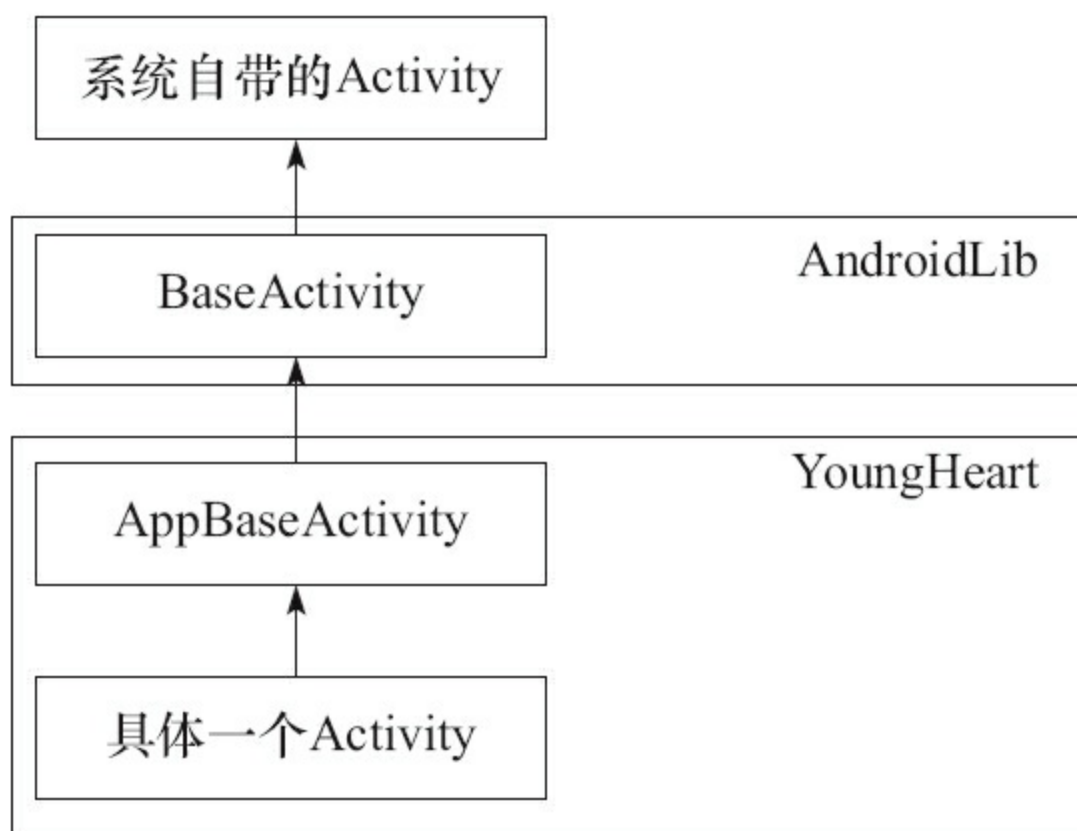 系统自带的Activity
BaseActivity
AndroidLib
YoungHeart
AppBaseActivity
具体一个Activity